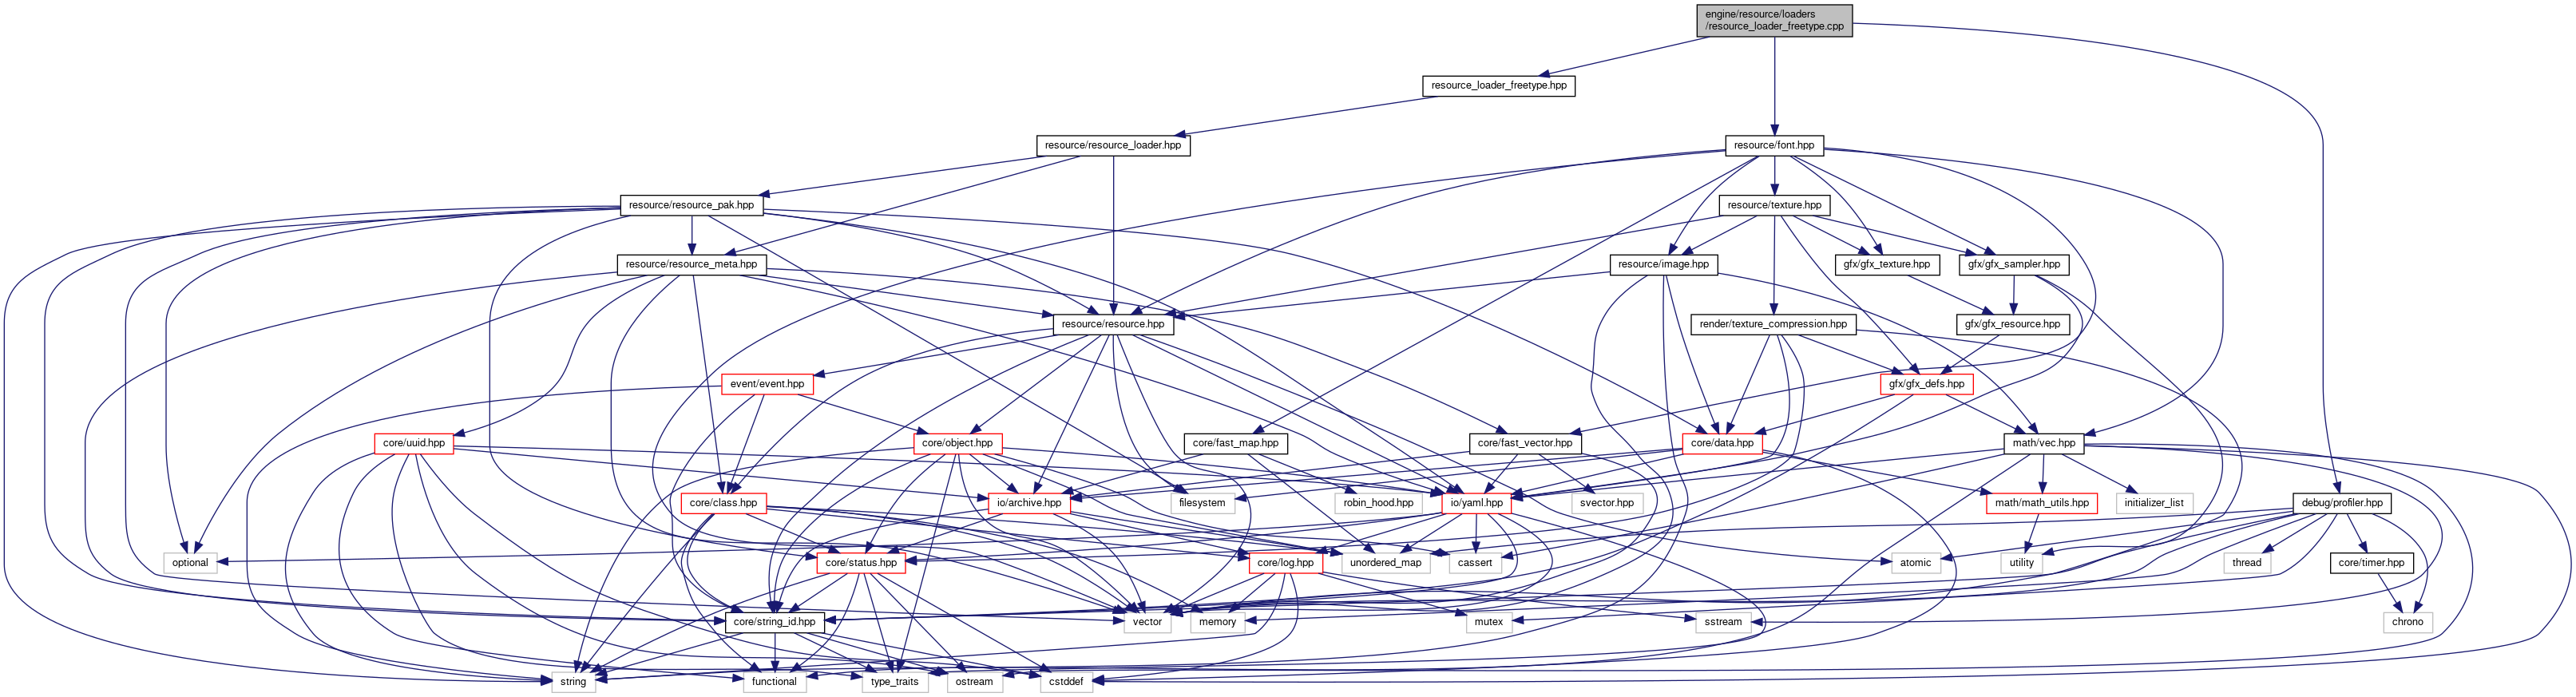 engine/resource/loaders
/resource_loader_freetype.cpp
resource_loader_freetype.hpp
resource/resource_loader.hpp
resource/font.hpp
resource/resource_pak.hpp
resource/texture.hpp
resource/resource_meta.hpp
resource/image.hpp
gfx/gfx_texture.hpp
gfx/gfx_sampler.hpp
resource/resource.hpp
render/texture_compression.hpp
gfx/gfx_resource.hpp
event/event.hpp
gfx/gfx_defs.hpp
core/uuid.hpp
core/object.hpp
core/fast_map.hpp
core/fast_vector.hpp
core/data.hpp
math/vec.hpp
core/class.hpp
io/archive.hpp
filesystem
robin_hood.hpp
io/yaml.hpp
svector.hpp
math/math_utils.hpp
initializer_list
debug/profiler.hpp
optional
core/status.hpp
core/log.hpp
unordered_map
cassert
atomic
utility
thread
core/timer.hpp
core/string_id.hpp
vector
memory
mutex
sstream
chrono
string
functional
type_traits
ostream
cstddef